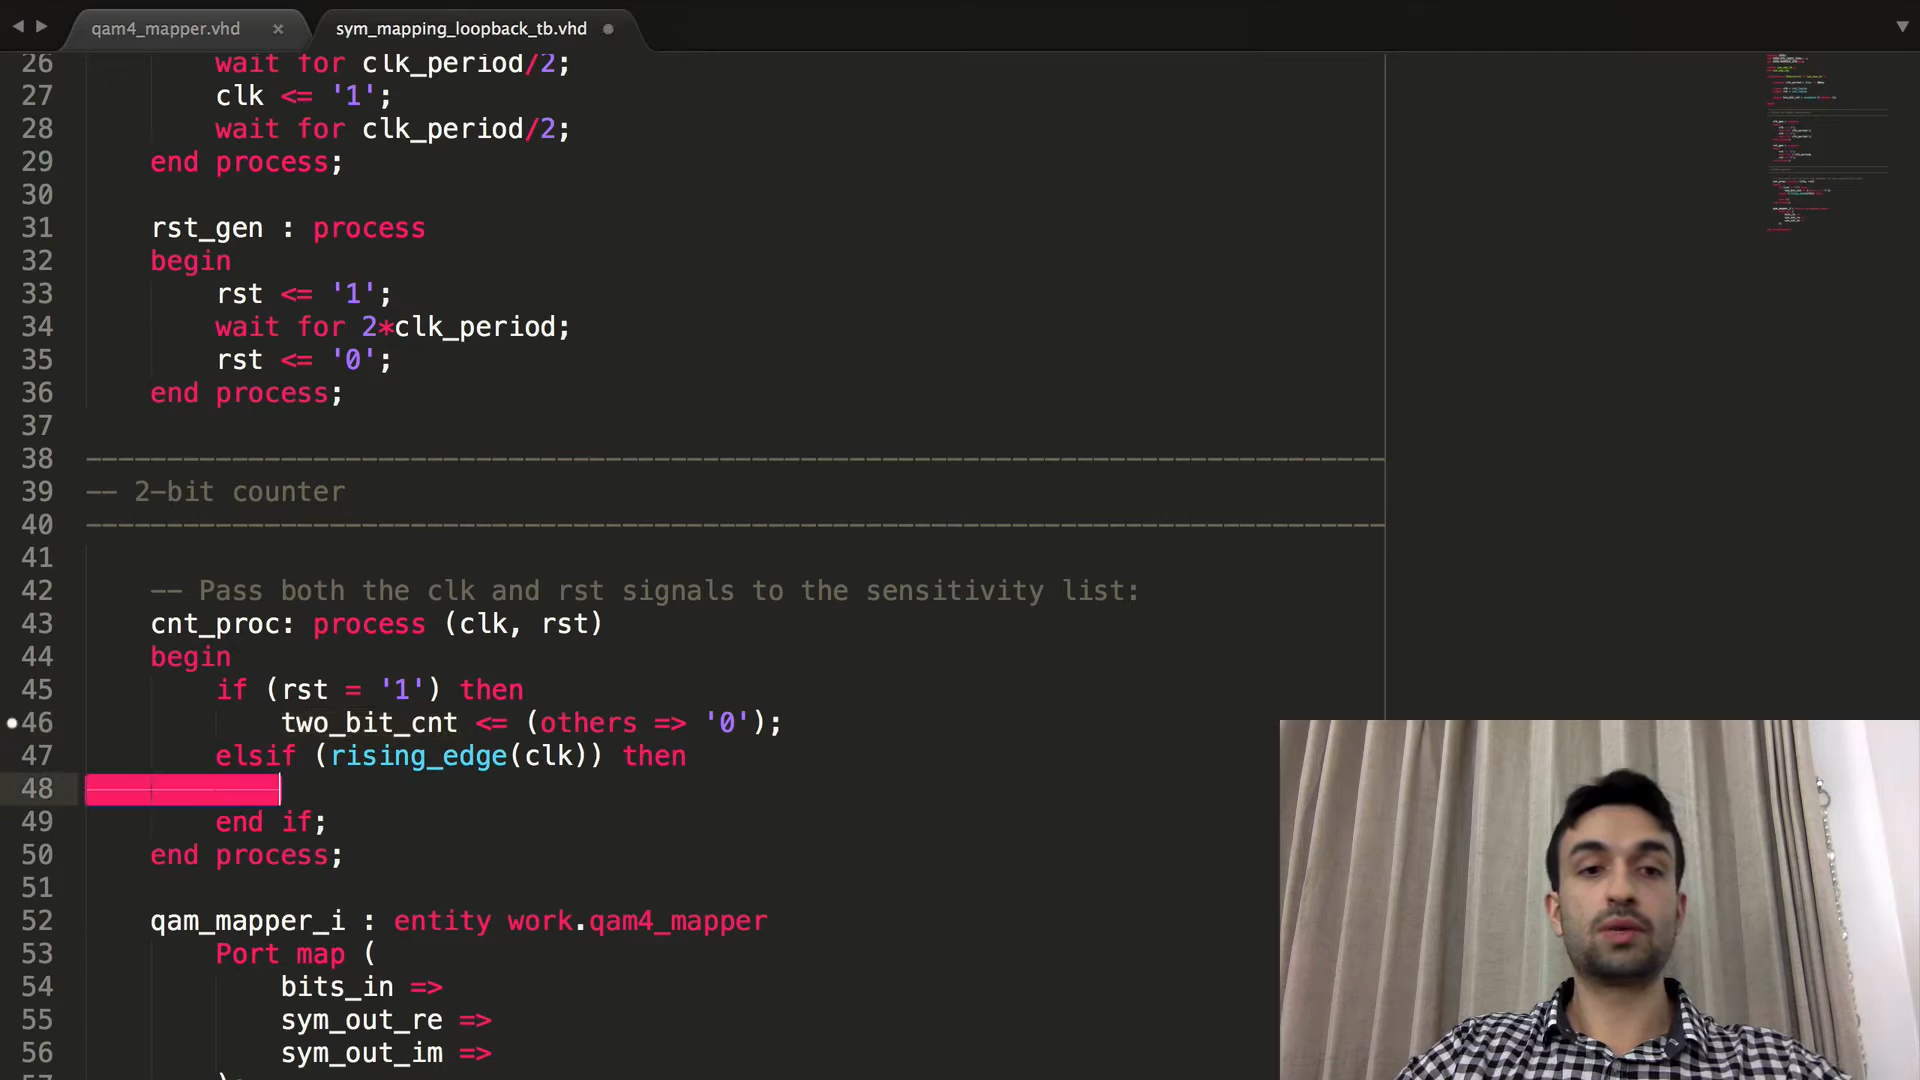 qam4_mapper.vhd
sym_mapping_loopback_tb.vhd
26 wait for clk_period/2;
27 clk <= '1';
28 wait for clk_period/2;
29 end process;
30
31 rst_gen : process
32 begin
33 rst <= '1';
34 wait for 2*clk_period;
35 rst <= '0';
36 end process;
37
38 --------------------------------------------------------------------------------
39 -- 2-bit counter
40 --------------------------------------------------------------------------------
41
42 -- Pass both the clk and rst signals to the sensitivity list:
43 cnt_proc: process (clk, rst)
44 begin
45 if (rst = '1') then
46 two_bit_cnt <= (others => '0');
47 elsif (rising_edge(clk)) then
48
49 end if;
50 end process;
51
52 qam_mapper_i : entity work.qam4_mapper
53 Port map (
54 bits_in =>
55 sym_out_re =>
56 sym_out_im =>